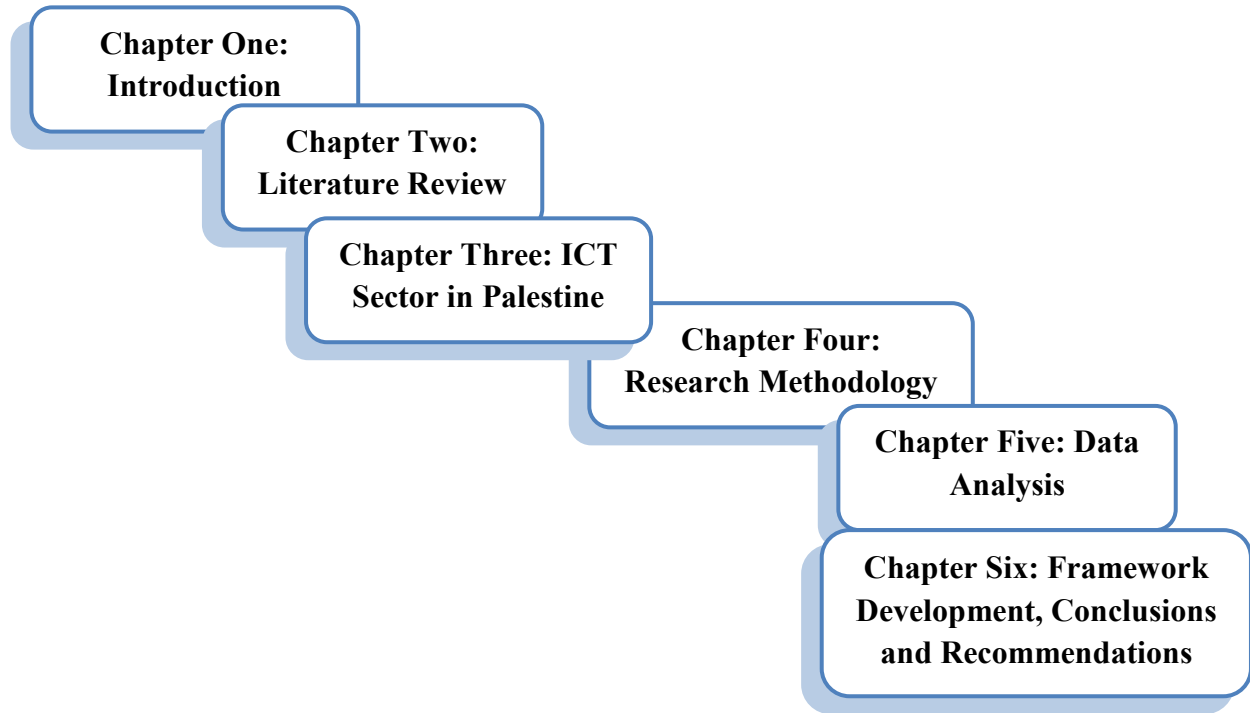 Chapter One:
Introduction
Chapter Two:
Literature Review
Chapter Three: ICT
Sector in Palestine
Chapter Four:
Research Methodology
Chapter Five: Data
Analysis
Chapter Six: Framework
Development, Conclusions
and Recommendations